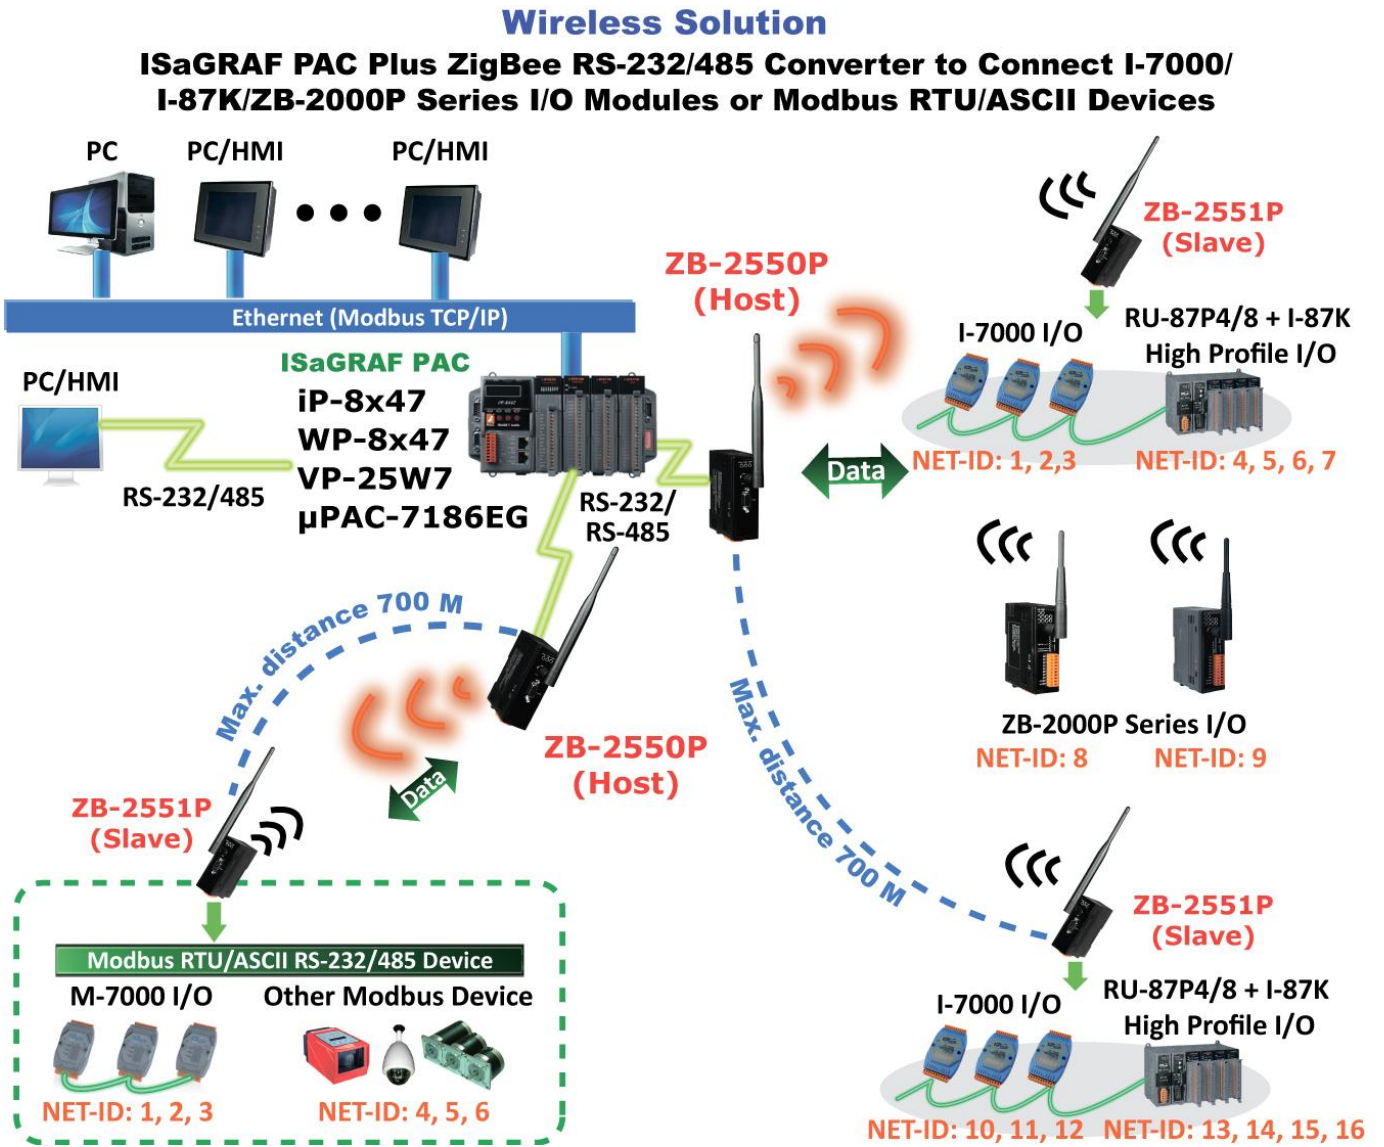 Wireless Solution
ISaGRAF PAC Plus ZigBee RS-232/485 Converter to Connect I-7000/
I-87K/ZB-2000P Series I/O Modules or Modbus RTU/ASCII Devices
PC
PC/HMI
PC/HMI
Ethernet (Modbus TCP/IP)
PC/HMI
RS-232/485
ISaGRAF PAC
iP-8x47
WP-8x47
VP-25W7
µPAC-7186EG
RS-232/
RS-485
ZB-2550P
(Host)
Data
ZB-2551P
(Slave)
I-7000 I/O
RU-87P4/8 + I-87K
High Profile I/O
NET-ID: 1, 2,3
NET-ID: 4, 5, 6, 7
ZB-2000P Series I/O
NET-ID: 8
NET-ID: 9
Max. distance 700 M
Max. distance 700 M
ZB-2550P
(Host)
Data
ZB-2551P
(Slave)
Modbus RTU/ASCII RS-232/485 Device
M-7000 I/O
Other Modbus Device
NET-ID: 1, 2, 3
NET-ID: 4, 5, 6
ZB-2551P
(Slave)
I-7000 I/O
RU-87P4/8 + I-87K
High Profile I/O
NET-ID: 10, 11, 12
NET-ID: 13, 14, 15, 16